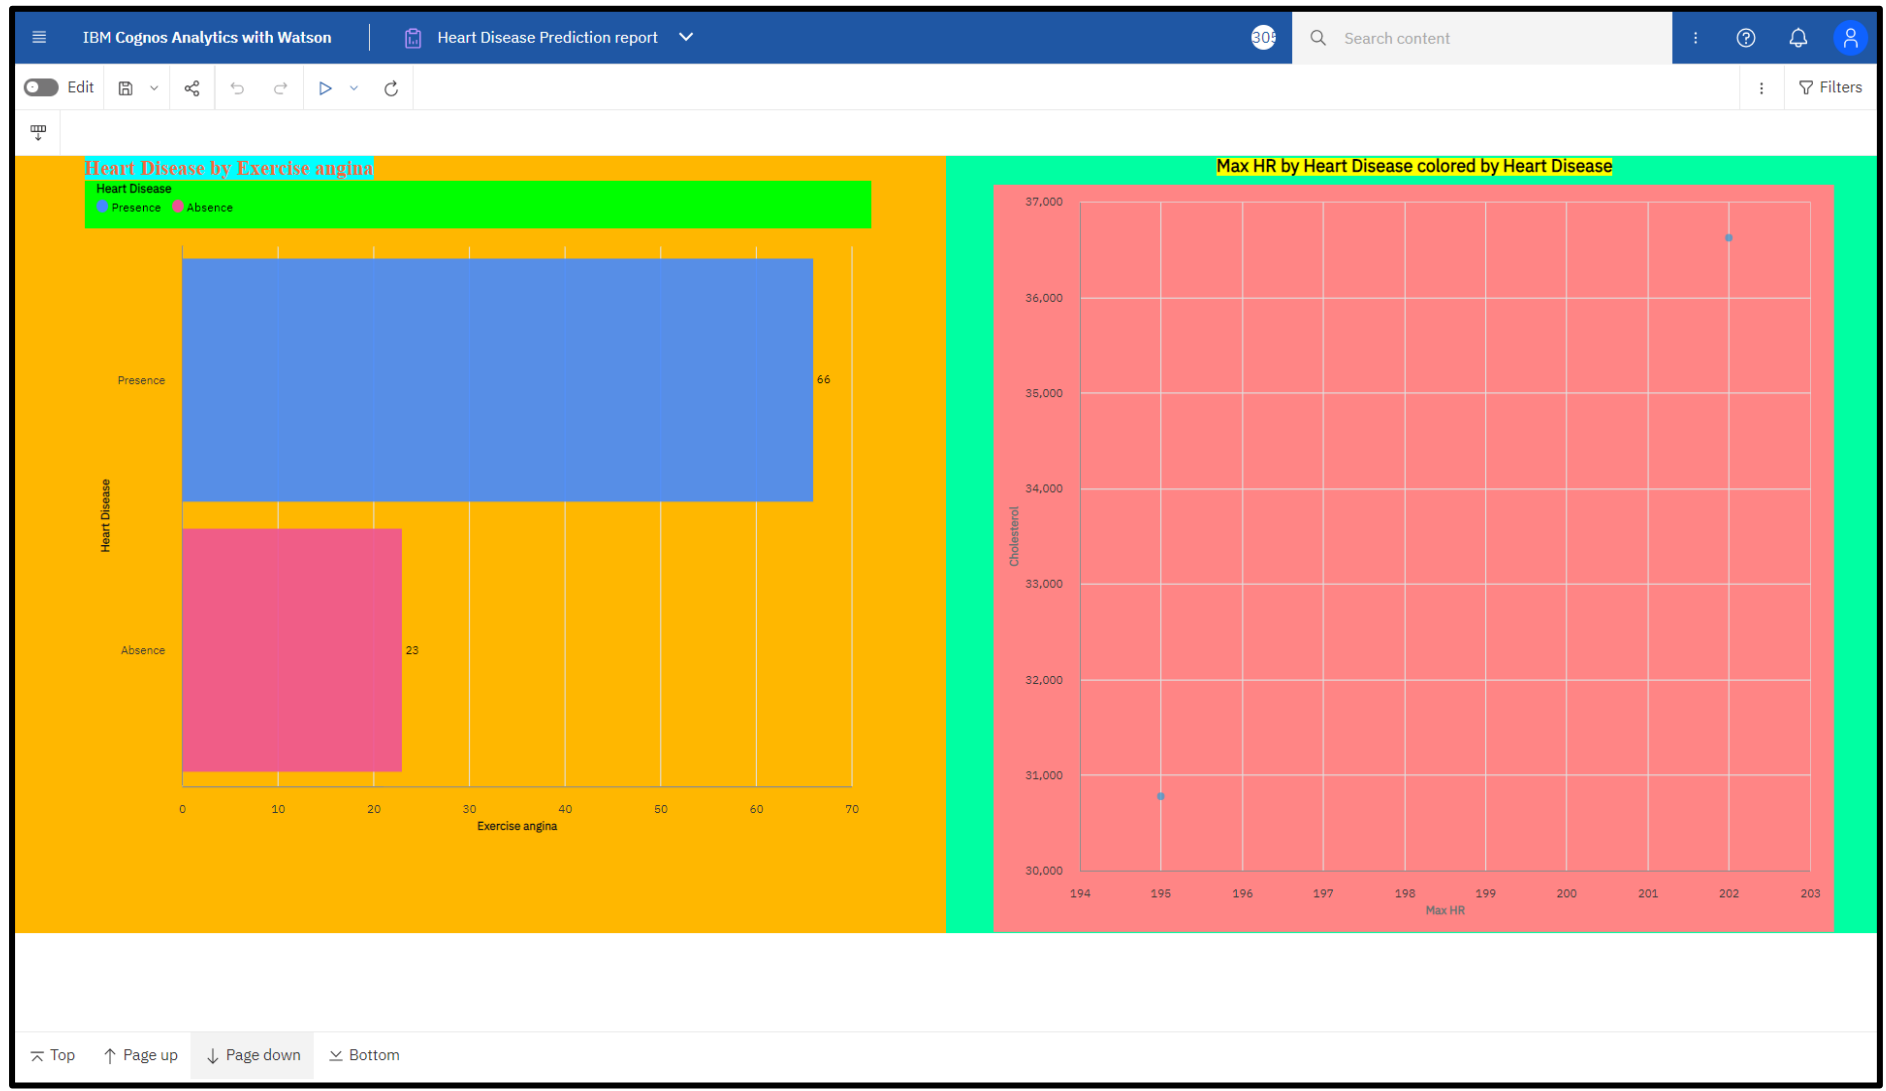 IBM Cognos Analytics with Watson
Heart Disease Prediction report
305
Search content
Edit
Filters
Heart Disease by Exercise angina
Heart Disease
Presence Absence
Presence
66
Heart Disease
Absence
23
0 10 20 30 40 50 60 70
Exercise angina
Max HR by Heart Disease colored by Heart Disease
37,000
36,000
35,000
34,000
Cholesterol
33,000
32,000
31,000
30,000
194 195 196 197 198 199 200 201 202 203
Max HR
Top Page up Page down Bottom